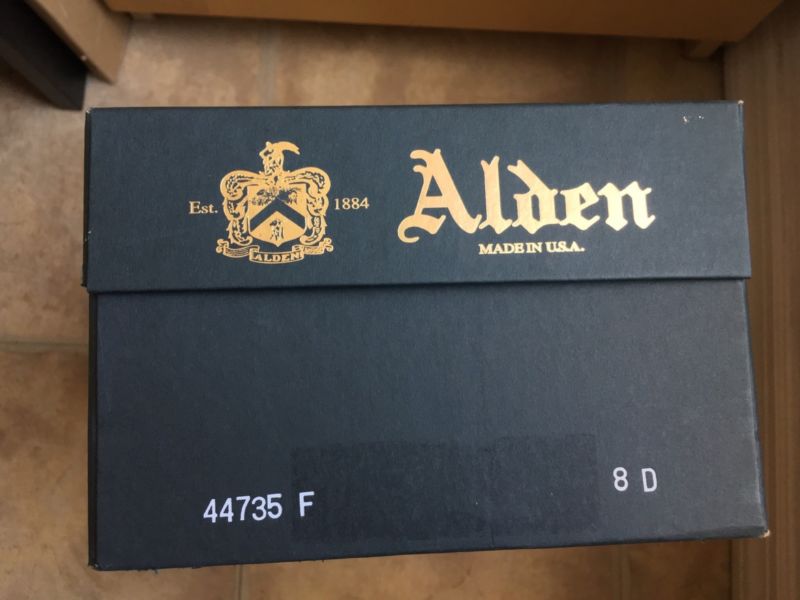 Est. 1884
ALDEN
Alden
MADE IN U.S.A.
44735 F
8 D